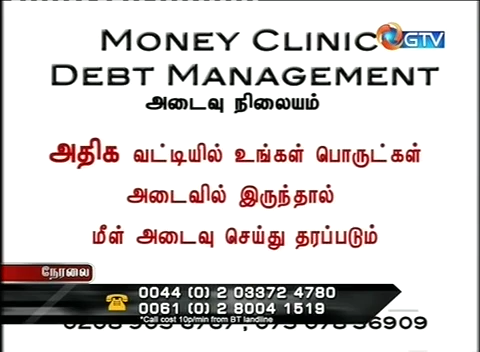 MONEY CLINIC
GTV
DEBT MANAGEMENT
அடைவு நிலையம்
அதிக வட்டியில் உங்கள் பொருட்கள்
அடைவில் இருந்தால்
மீள் அடைவு செய்து தரப்படும்
நேரலை
0044 (0) 2 03372 4780
0061 (0) 2 8004 1519
*Call cost 10p/min from BT landline